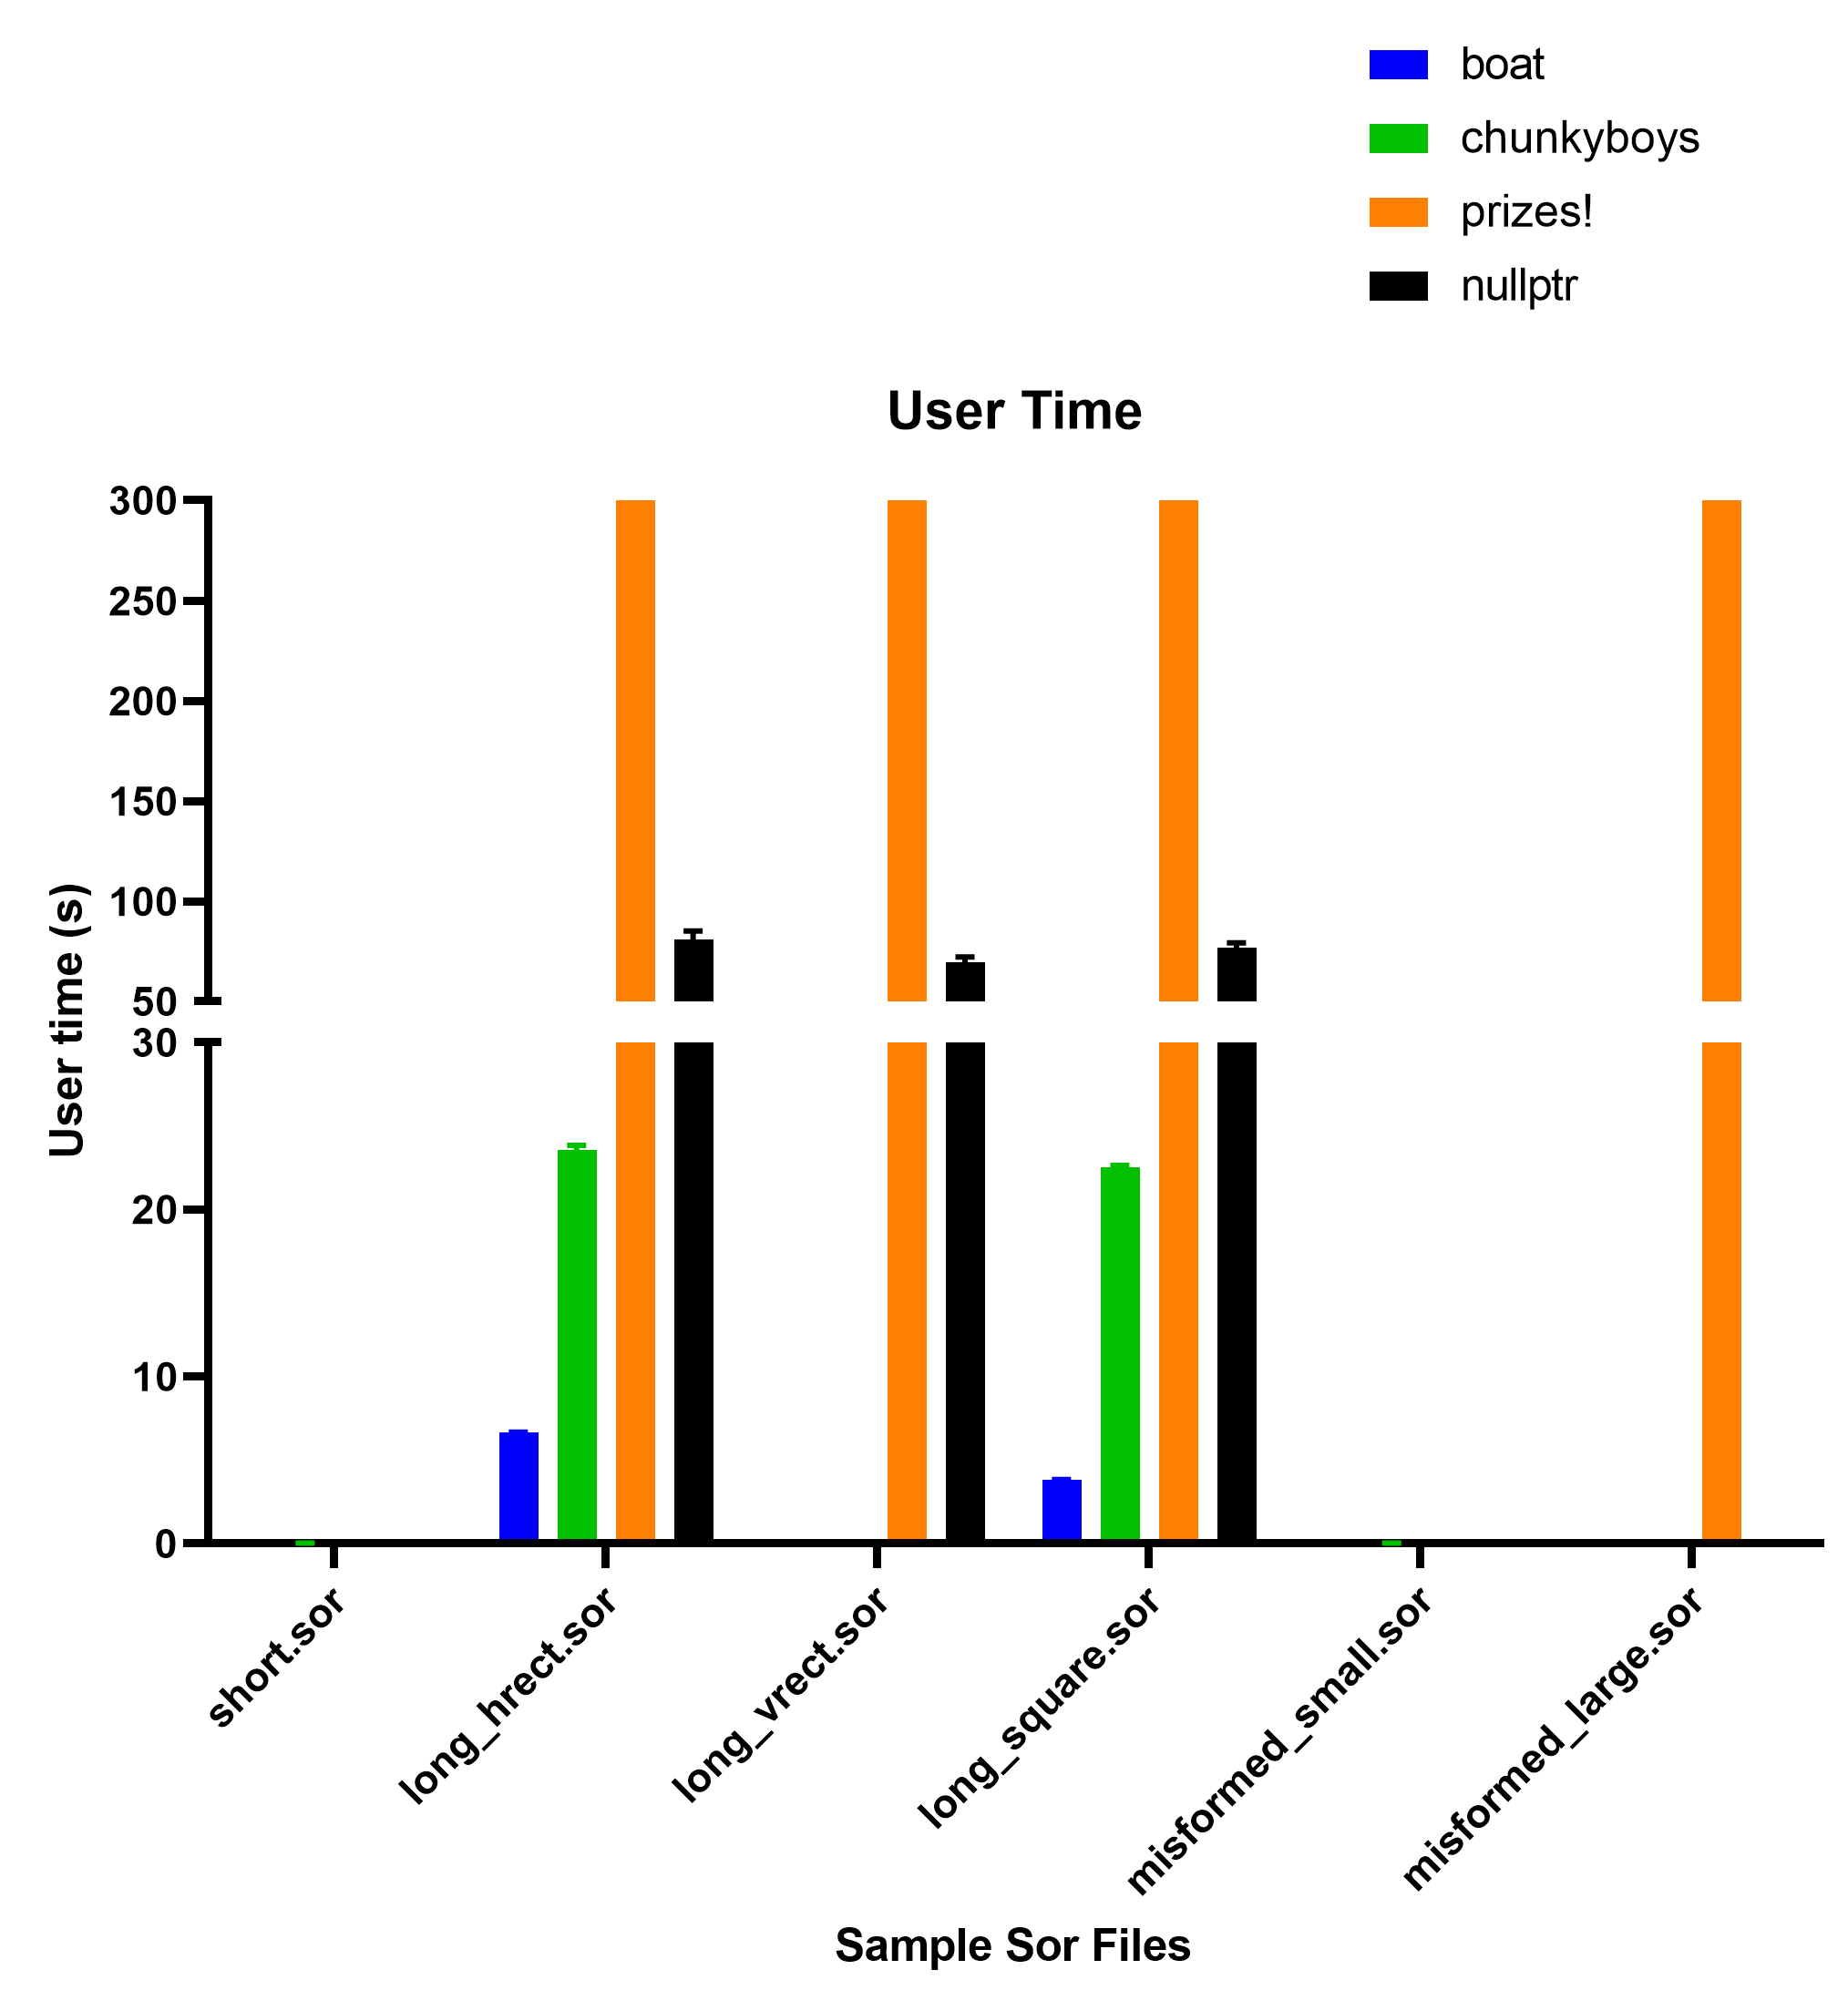 boat
chunkyboys
prizes!
nullptr
User Time
User time (s)
300
250
200
150
100
50
30
20
10
0
short.sor
long_hrect.sor
long_vrect.sor
long_square.sor
misformed_small.sor
misformed_large.sor
Sample Sor Files